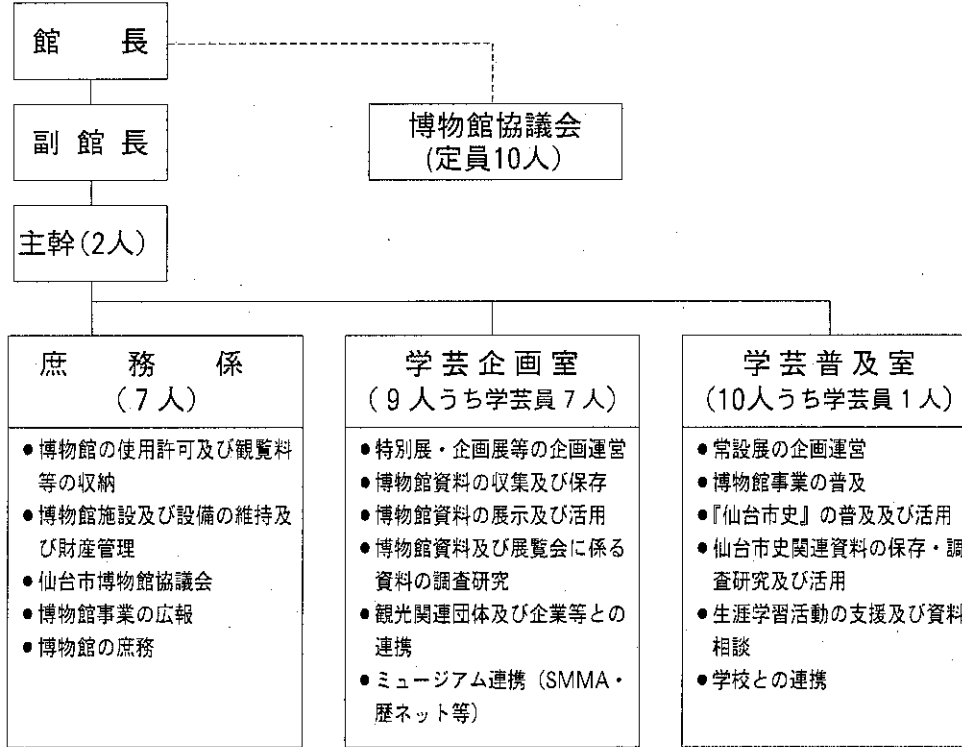 館長
博物館協議会
(定員10人)
副館長
主幹(2人)
庶務係
(7人)
●博物館の使用許可及び観覧料
等の収納
●博物館施設及び設備の維持及
び財産管理
●仙台市博物館協議会
●博物館事業の広報
●博物館の庶務
学芸企画室
(9人うち学芸員7人)
●特別展・企画展等の企画運営
●博物館資料の収集及び保存
●博物館資料の展示及び活用
●博物館資料及び展覧会に係る
資料の調査研究
●観光関連団体及び企業等との
連携
●ミュージアム連携(SMMA・
歴ネット等)
学芸普及室
(10人うち学芸員1人)
●常設展の企画運営
●博物館事業の普及
●『仙台市史』の普及及び活用
●仙台市史関連資料の保存・調
査研究及び活用
●生涯学習活動の支援及び資料
相談
●学校との連携